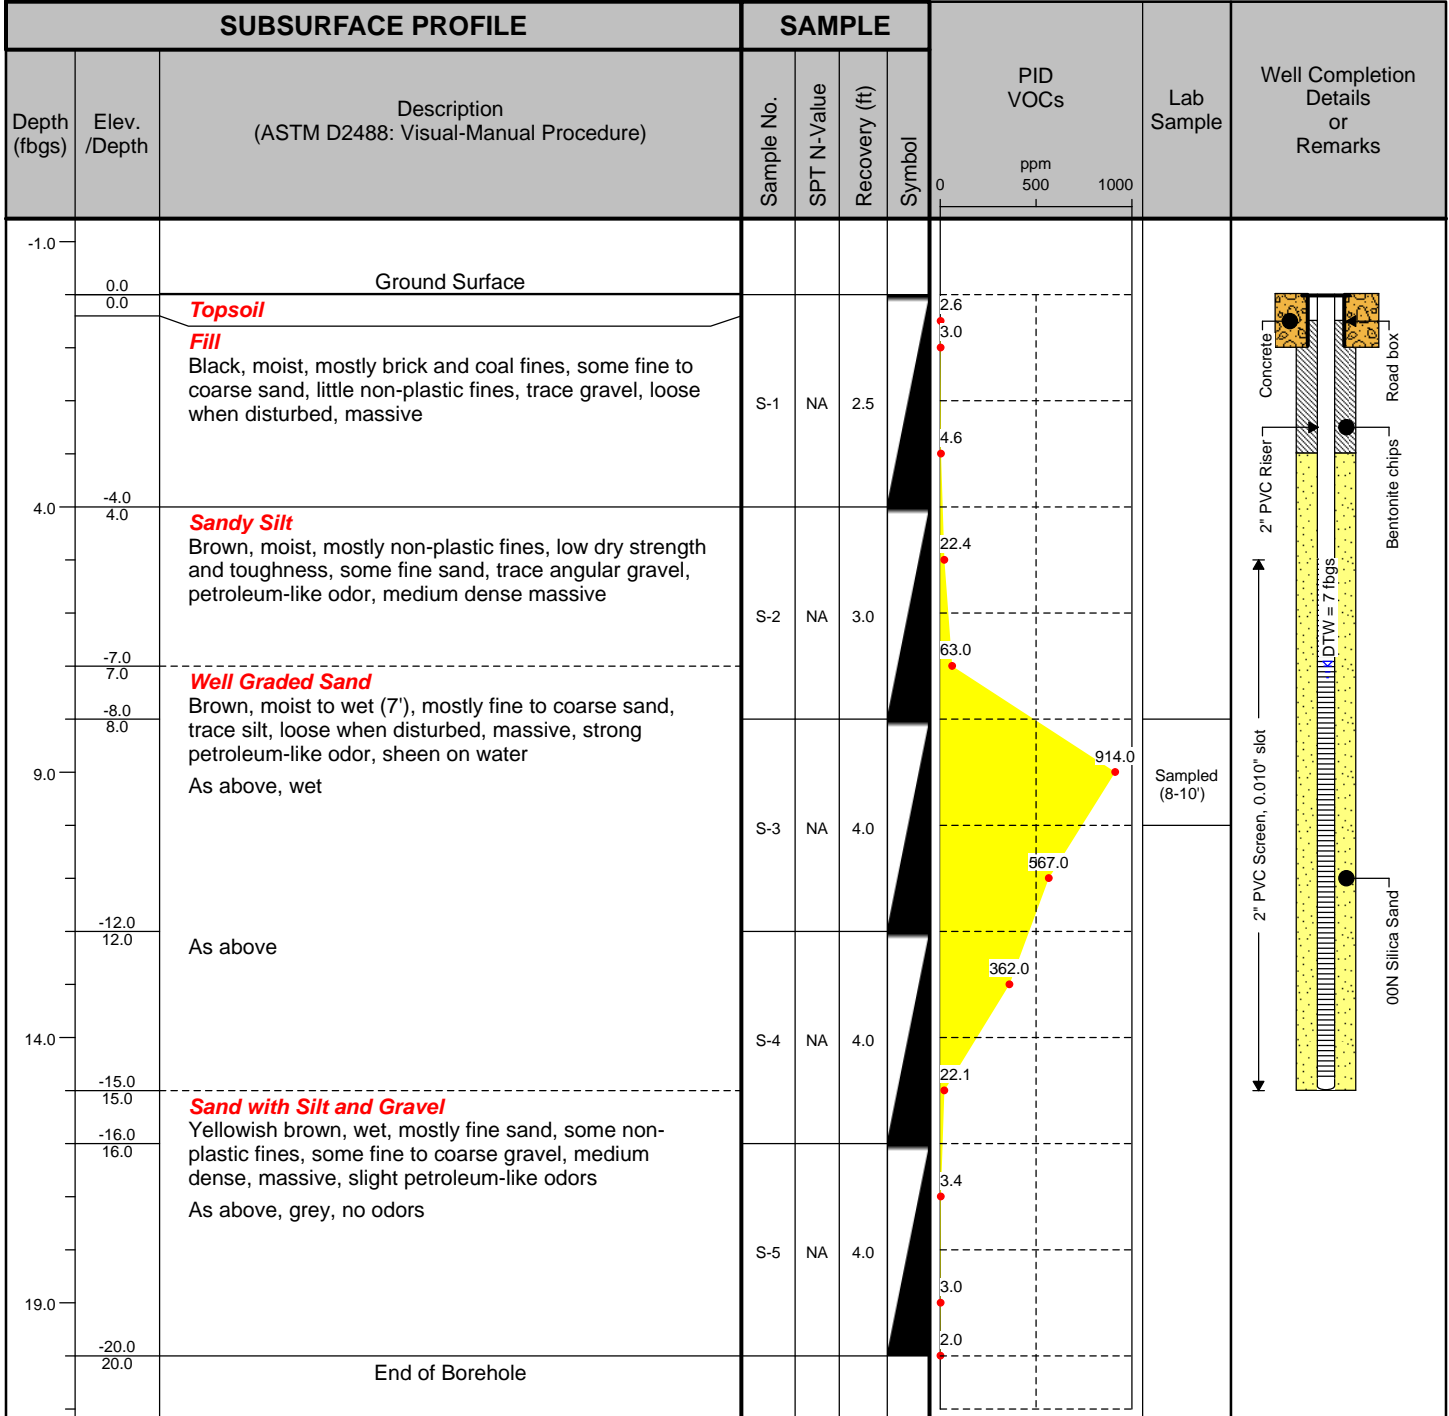 SUBSURFACE PROFILE
SAMPLE
Depth
(fbgs)
Elev.
/Depth
Description
(ASTM D2488: Visual-Manual Procedure)
Sample No.
SPT N-Value
Recovery (ft)
Symbol
PID
VOCs
ppm
0 500 1000
Lab
Sample
Well Completion
Details
or
Remarks
-1.0
0.0
0.0
Ground Surface
Topsoil
2.6
Fill
3.0
Black, moist, mostly brick and coal fines, some fine to
coarse sand, little non-plastic fines, trace gravel, loose
when disturbed, massive
S-1 NA 2.5
4.6
4.0
-4.0
4.0
Sandy Silt
Brown, moist, mostly non-plastic fines, low dry strength
and toughness, some fine sand, trace angular gravel,
petroleum-like odor, medium dense massive
22.4
S-2 NA 3.0
63.0
-7.0
7.0
Well Graded Sand
Brown, moist to wet (7'), mostly fine to coarse sand,
trace silt, loose when disturbed, massive, strong
petroleum-like odor, sheen on water
-8.0
8.0
9.0
As above, wet
914.0
Sampled
(8-10')
S-3 NA 4.0
567.0
-12.0
12.0
As above
362.0
14.0
S-4 NA 4.0
22.1
-15.0
15.0
Sand with Silt and Gravel
Yellowish brown, wet, mostly fine sand, some non-
plastic fines, some fine to coarse gravel, medium
dense, massive, slight petroleum-like odors
-16.0
16.0
As above, grey, no odors
3.4
S-5 NA 4.0
19.0
3.0
2.0
-20.0
20.0
End of Borehole
Concrete
Road box
2" PVC Riser
Bentonite chips
DTW = 7 fbgs
2" PVC Screen, 0.010" slot
00N Silica Sand